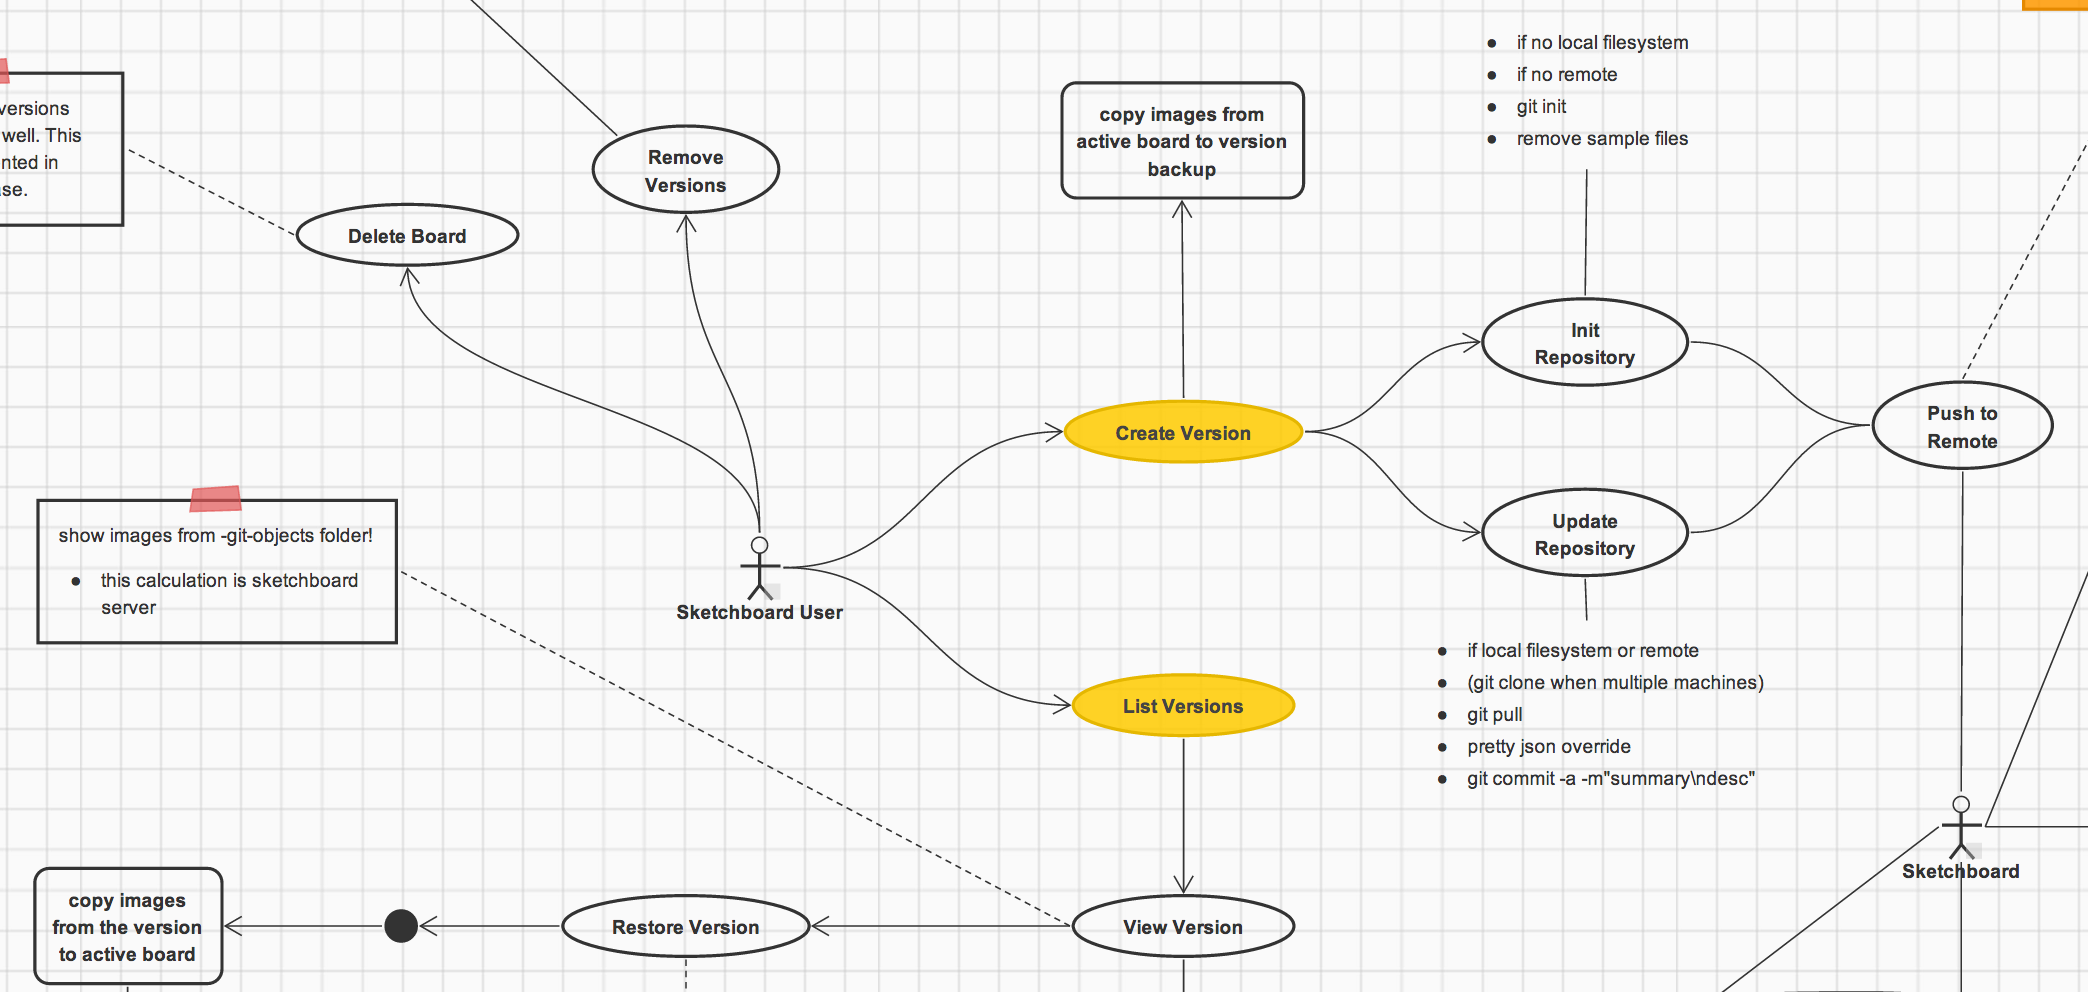 versions
well. This
nted in
se.
Delete Board
Remove
Versions
copy images from
active board to version
backup
● if no local filesystem
● if no remote
● git init
● remove sample files
Init
Repository
Create Version
Push to
Remote
Update
Repository
show images from -git-objects folder!
● this calculation is sketchboard
server
Sketchboard User
● if local filesystem or remote
● (git clone when multiple machines)
● git pull
● pretty json override
● git commit -a -m"summary\ndesc"
List Versions
Sketchboard
copy images
from the version
to active board
Restore Version
View Version